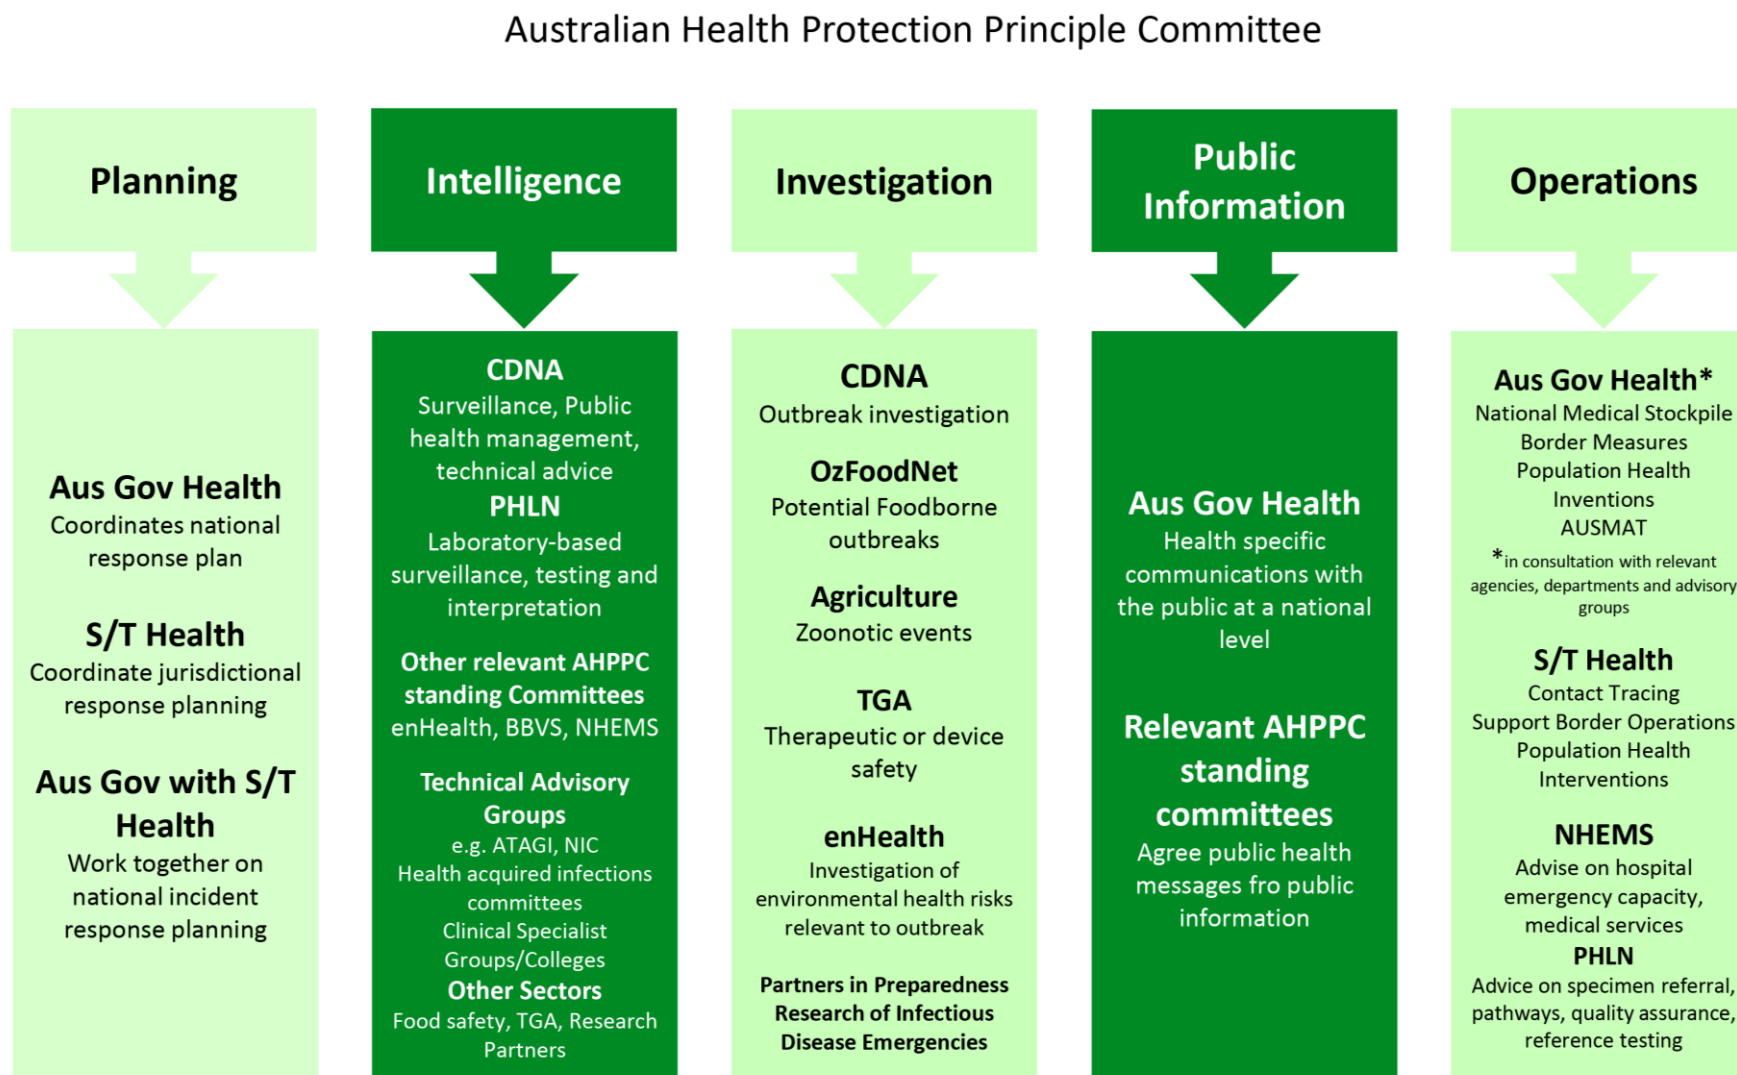 Australian Health Protection Principle Committee
Planning
Aus Gov Health
Coordinates national
response plan
S/T Health
Coordinate jurisdictional
response planning
Aus Gov with S/T
Health
Work together on
national incident
response planning
Intelligence
CDNA
Surveillance, Public
health management,
technical advice
PHLN
Laboratory-based
surveillance, testing and
interpretation
Other relevant AHPPC
standing Committees
enHealth, BBVS, NHEMS
Technical Advisory
Groups
e.g. ATAGI, NIC
Health acquired infections
committees
Clinical Specialist
Groups/Colleges
Other Sectors
Food safety, TGA, Research
Partners
Investigation
CDNA
Outbreak investigation
OzFoodNet
Potential Foodborne
outbreaks
Agriculture
Zoonotic events
TGA
Therapeutic or device
safety
enHealth
Investigation of
environmental health risks
relevant to outbreak
Partners in Preparedness
Research of Infectious
Disease Emergencies
Public
Information
Aus Gov Health
Health specific
communications with
the public at a national
level
Relevant AHPPC
standing
committees
Agree public health
messages fro public
information
Operations
Aus Gov Health*
National Medical Stockpile
Border Measures
Population Health
Inventions
AUSMAT
*in consultation with relevant
agencies, departments and advisory
groups
S/T Health
Contact Tracing
Support Border Operations
Population Health
Interventions
NHEMS
Advise on hospital
emergency capacity,
medical services
PHLN
Advice on specimen referral,
pathways, quality assurance,
reference testing